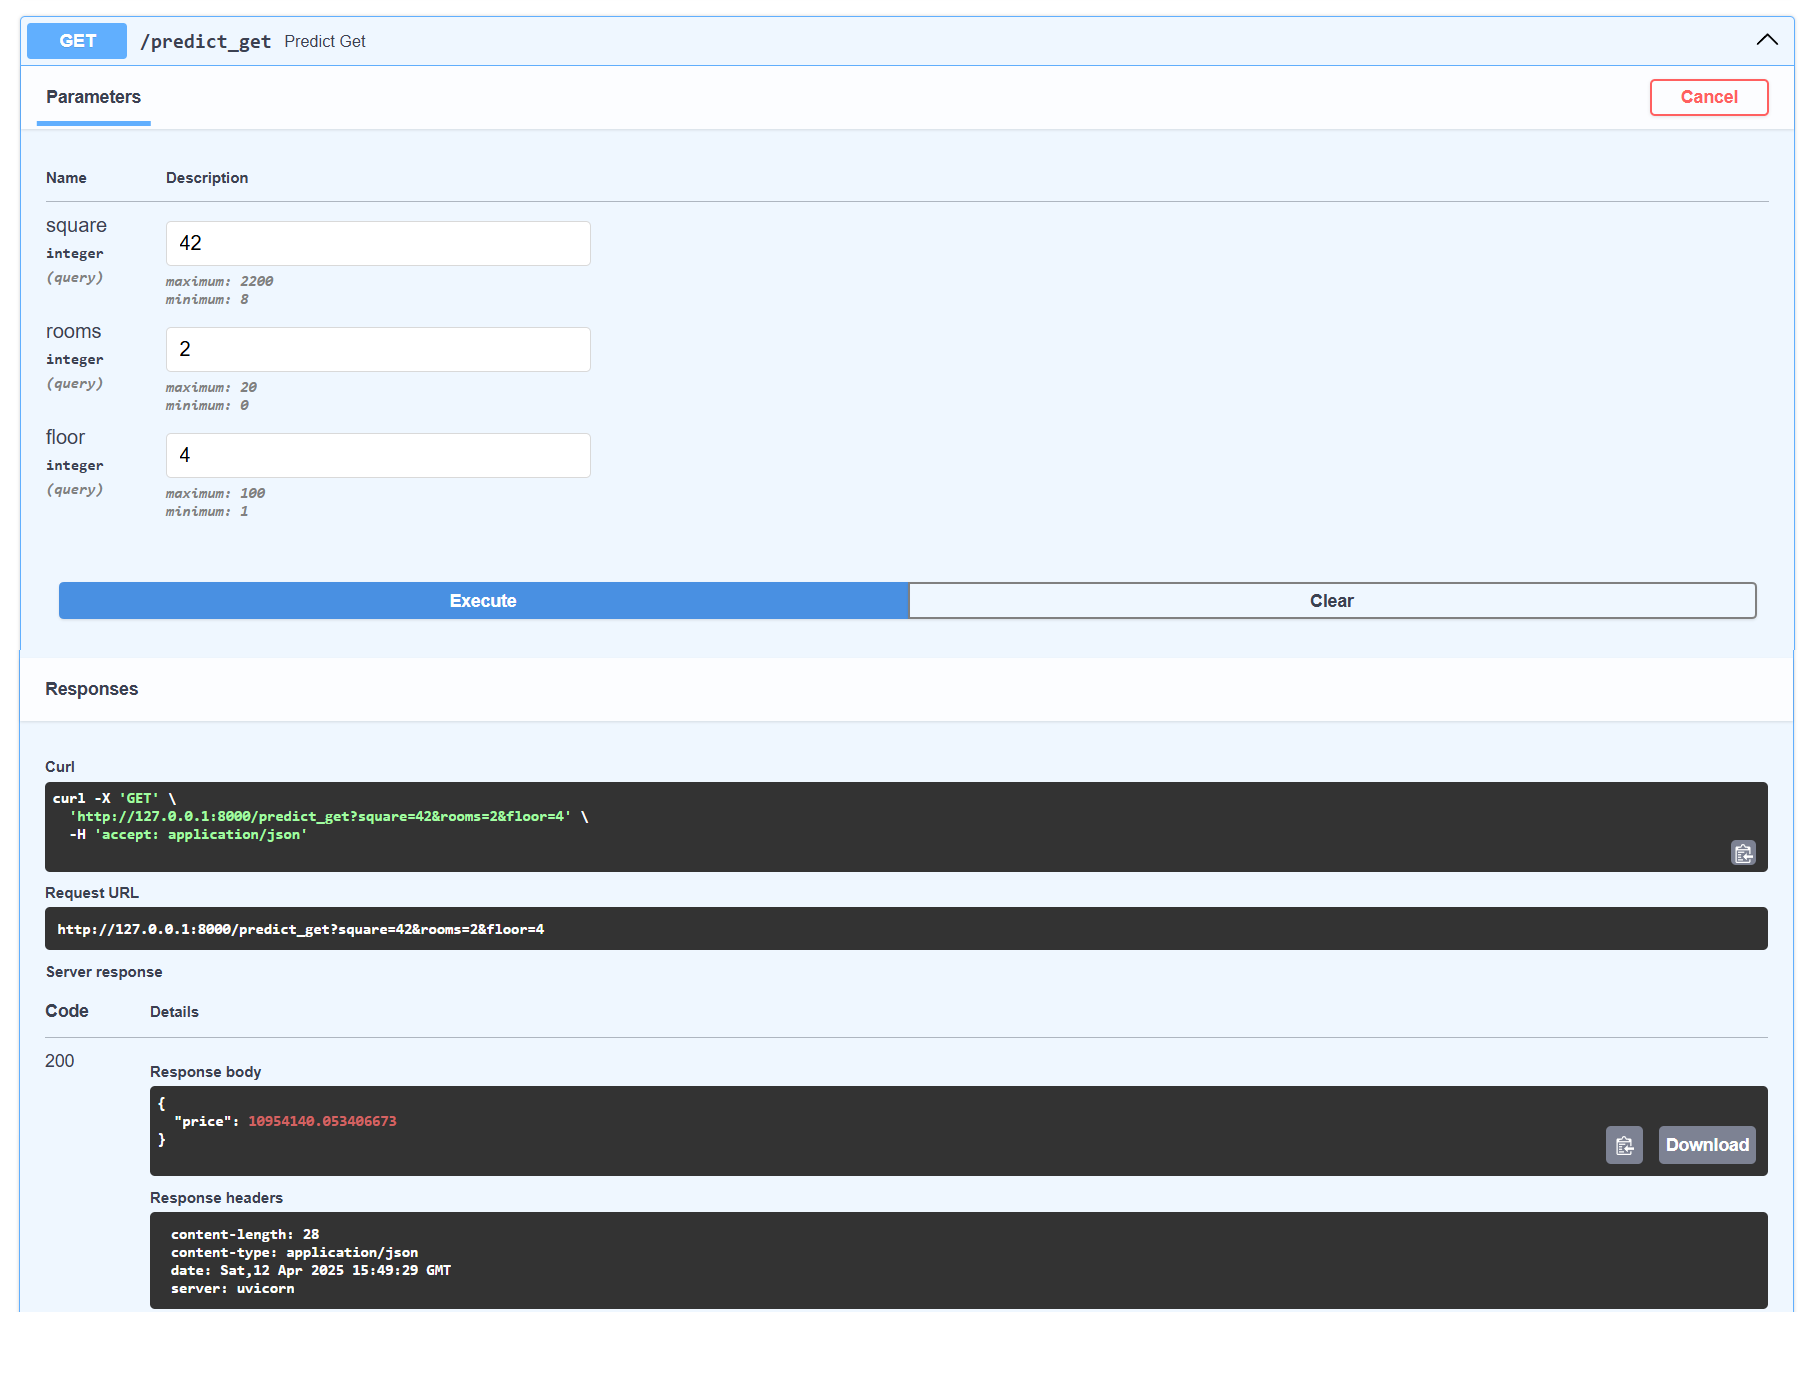 GET /predict_get Predict Get
Parameters
Cancel
Name Description
square
integer
(query)
42
maximum: 2200
minimum: 8
rooms
integer
(query)
2
maximum: 20
minimum: 0
floor
integer
(query)
4
maximum: 100
minimum: 1
Execute Clear
Responses
Curl
curl -X 'GET' \
'http://127.0.0.1:8000/predict_get?square=42&rooms=2&floor=4' \
-H 'accept: application/json'
Request URL
http://127.0.0.1:8000/predict_get?square=42&rooms=2&floor=4
Server response
Code Details
200
Response body
{
"price": 10954140.053406673
}
Download
Response headers
content-length: 28
content-type: application/json
date: Sat,12 Apr 2025 15:49:29 GMT
server: uvicorn